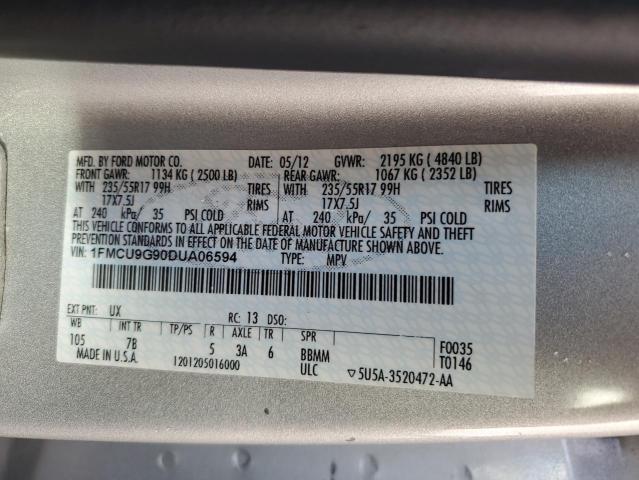 MFD. BY FORD MOTOR CO. DATE: 05/12 GVWR: 2195 KG ( 4840 LB)
FRONT GAWR: 1134 KG ( 2500 LB) REAR GAWR: 1067 KG ( 2352 LB)
WITH 235/55R17 99H TIRES WITH 235/55R17 99H TIRES
17X7.5J RIMS 17X7.5J RIMS
AT 240 kPa/ 35 PSI COLD AT 240 kPa/ 35 PSI COLD
THIS VEHICLE CONFORMS TO ALL APPLICABLE FEDERAL MOTOR VEHICLE SAFETY AND THEFT
PREVENTION STANDARDS IN EFFECT ON THE DATE OF MANUFACTURE SHOWN ABOVE.
VIN: 1FMCU9G90DUA06594 TYPE: MPV
EXT PNT: UX RC: 13 DSO:
WB INT TR TP/PS R AXLE TR SPR
105 7B 5 3A 6 BBMM F0035
MADE IN U.S.A. 1201205016000 ULC T0146
▽5U5A-3520472-AA